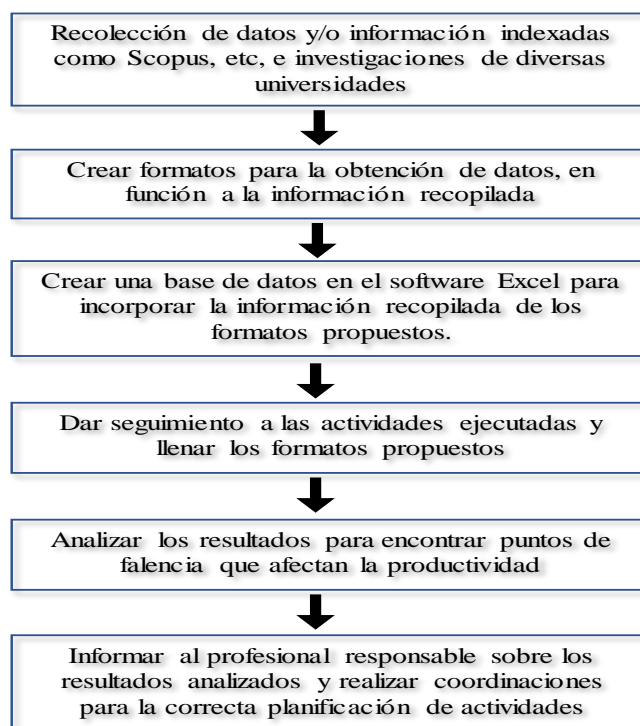 Recolección de datos y/o información indexadas
como Scopus, etc, e investigaciones de diversas
universidades
Crear formatos para la obtención de datos, en
función a la información recopilada
Crear una base de datos en el software Excel para
incorporar la información recopilada de los
formatos propuestos.
Dar seguimiento a las actividades ejecutadas y
llenar los formatos propuestos
Analizar los resultados para encontrar puntos de
falencia que afectan la productividad
Informar al profesional responsable sobre los
resultados analizados y realizar coordinaciones
para la correcta planificación de actividades